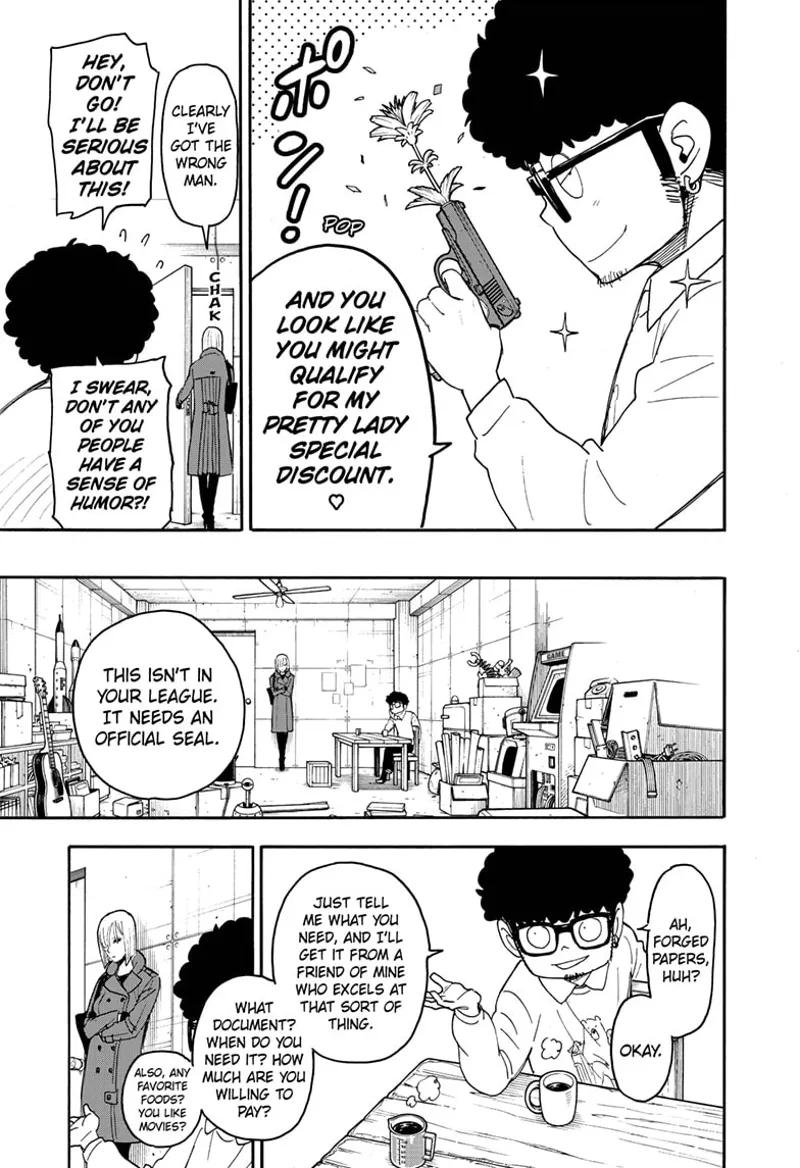 ポンッ!
POP
AND YOU
LOOK LIKE
YOU MIGHT
QUALIFY
FOR MY
PRETTY LADY
SPECIAL
DISCOUNT.
♡
CLEARLY
I'VE
GOT THE
WRONG
MAN.
CHAK
HEY,
DON'T
GO!
I'LL BE
SERIOUS
ABOUT
THIS!
I SWEAR,
DON'T ANY
OF YOU
PEOPLE
HAVE A
SENSE OF
HUMOR?!
GAME
THIS ISN'T IN
YOUR LEAGUE.
IT NEEDS AN
OFFICIAL SEAL.
AH,
FORGED
PAPERS,
HUH?
OKAY.
JUST TELL
ME WHAT YOU
NEED, AND I'LL
GET IT FROM A
FRIEND OF MINE
WHO EXCELS AT
THAT SORT OF
THING.
WHAT
DOCUMENT?
WHEN DO YOU
NEED IT? HOW
MUCH ARE YOU
WILLING TO
PAY?
ALSO, ANY
FAVORITE
FOODS?
YOU LIKE
MOVIES?